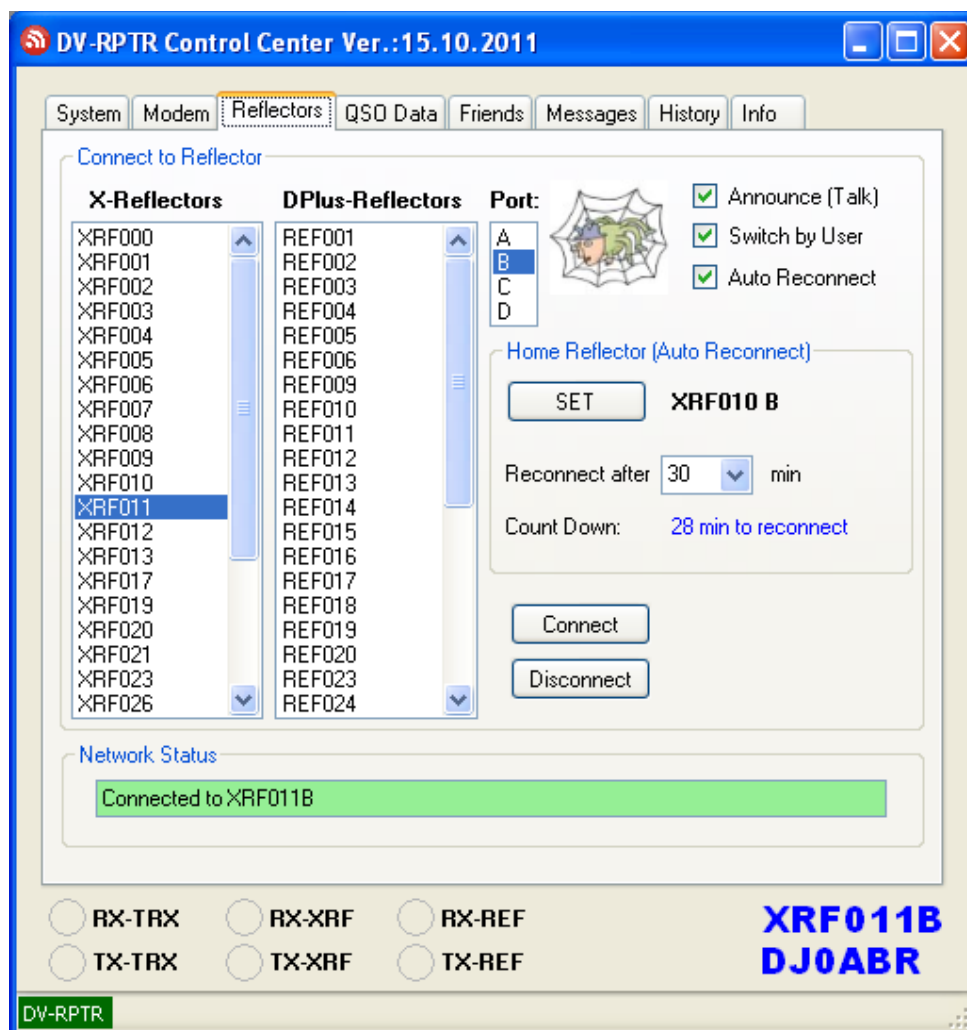 DV-RPTR Control Center Ver.:15.10.2011
System Modem Reflectors QSO Data Friends Messages History Info
Connect to Reflector
X-Reflectors
XRF000
XRF001
XRF002
XRF003
XRF004
XRF005
XRF006
XRF007
XRF008
XRF009
XRF010
XRF011
XRF012
XRF013
XRF017
XRF019
XRF020
XRF021
XRF023
XRF026
DPlus-Reflectors
REF001
REF002
REF003
REF004
REF005
REF006
REF009
REF010
REF011
REF012
REF013
REF014
REF015
REF016
REF017
REF018
REF019
REF020
REF023
REF024
Port:
A
B
C
D
Announce (Talk)
Switch by User
Auto Reconnect
Home Reflector (Auto Reconnect)
SET XRF010 B
Reconnect after 30 min
Count Down: 28 min to reconnect
Connect
Disconnect
Network Status
Connected to XRF011B
RX-TRX RX-XRF RX-REF
TX-TRX TX-XRF TX-REF
XRF011B
DJ0ABR
DV-RPTR